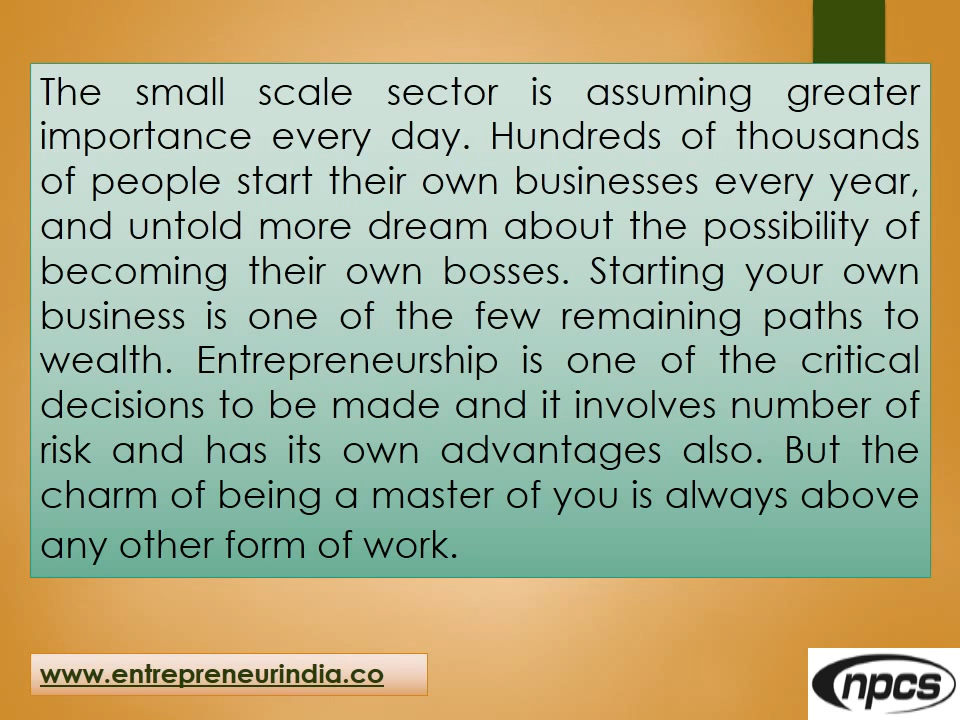 The small scale sector is assuming greater
importance every day. Hundreds of thousands
of people start their own businesses every year,
and untold more dream about the possibility of
becoming their own bosses. Starting your own
business is one of the few remaining paths to
wealth. Entrepreneurship is one of the critical
decisions to be made and it involves number of
risk and has its own advantages also. But the
charm of being a master of you is always above
any other form of work.
www.entrepreneurindia.co
npcs